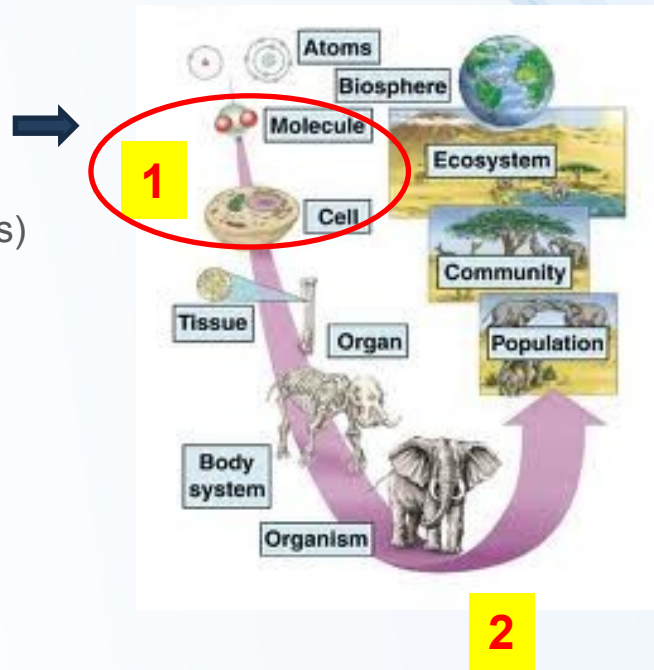 Atoms
Biosphere
Molecule
1
Ecosystem
Cell
s)
Community
Tissue
Organ
Population
Body
system
Organism
2